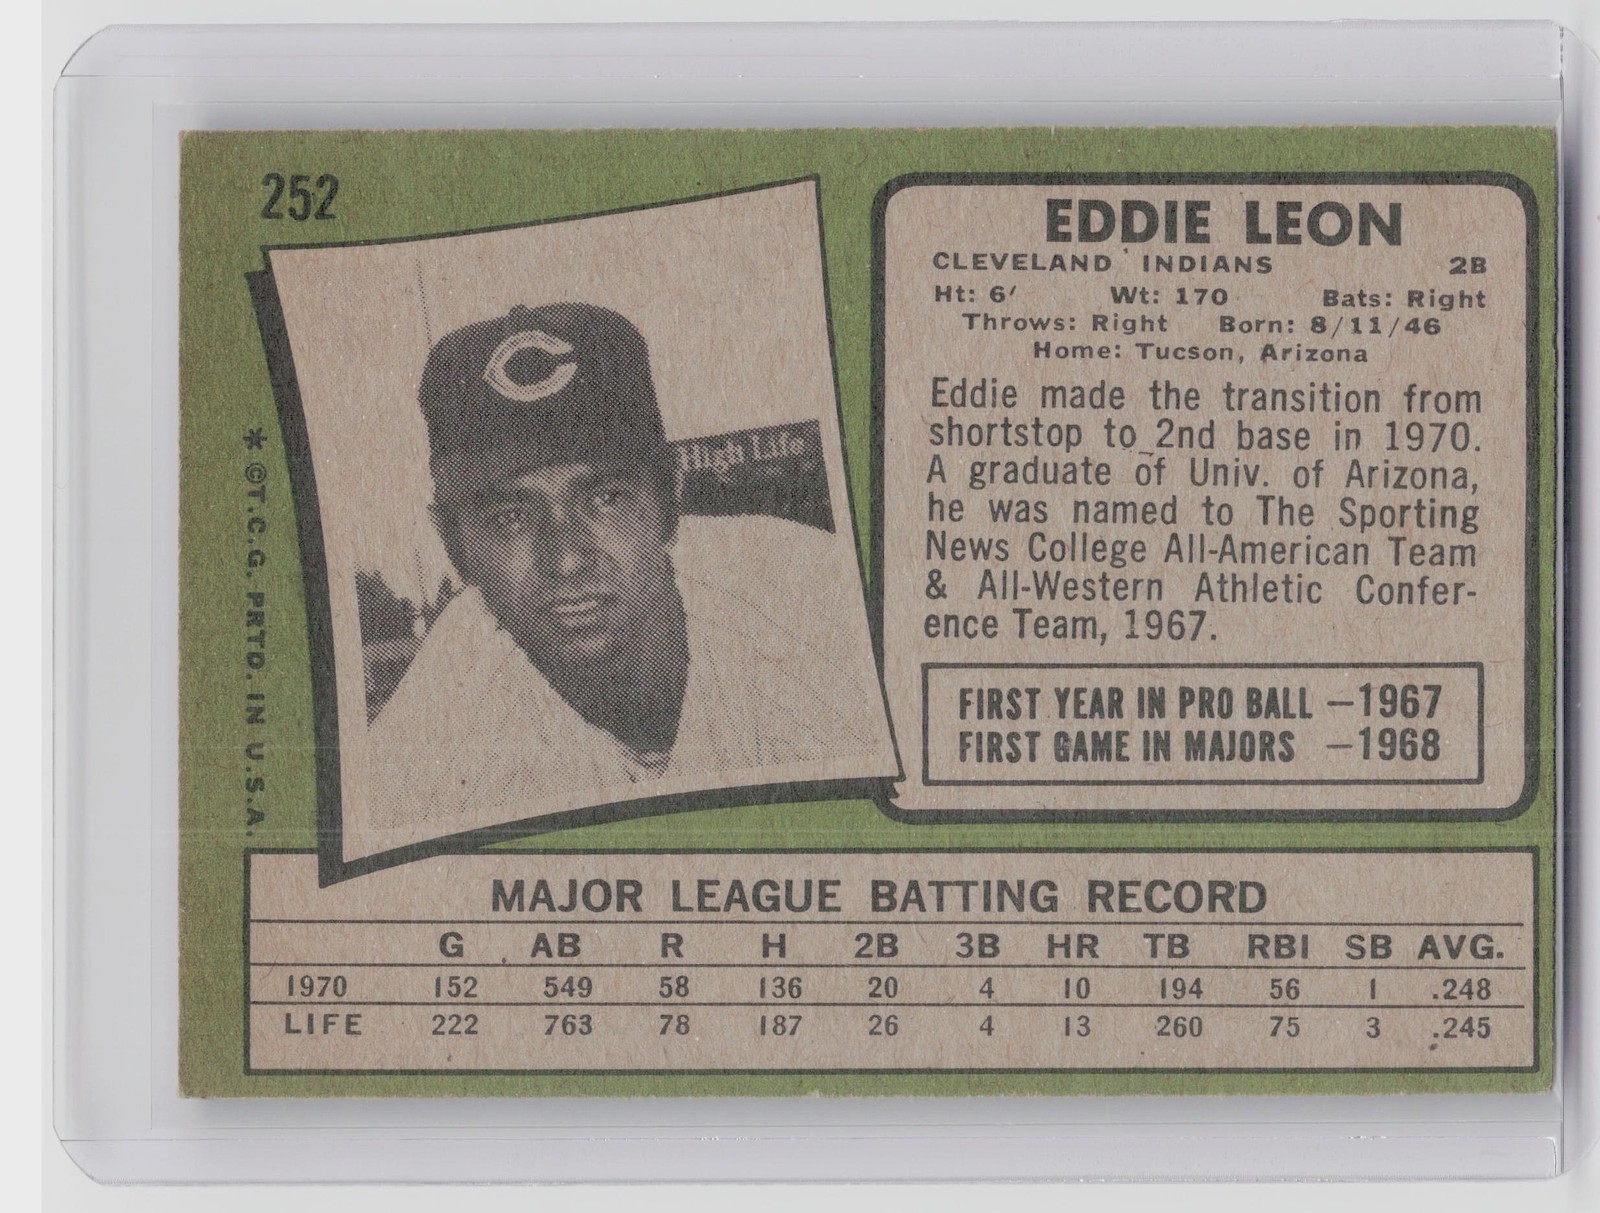 252
EDDIE LEON
CLEVELAND INDIANS 2B
Ht: 6' Wt: 170 Bats: Right
Throws: Right Born: 8/11/46
Home: Tucson, Arizona
Eddie made the transition from
shortstop to 2nd base in 1970.
A graduate of Univ. of Arizona,
he was named to The Sporting
News College All-American Team
& All-Western Athletic Confer-
ence Team, 1967.
FIRST YEAR IN PRO BALL —1967
FIRST GAME IN MAJORS —1968
C
High Life
* ©T.C.G. PRTD. IN U.S.A.
MAJOR LEAGUE BATTING RECORD
G AB R H 2B 3B HR TB RBI SB AVG.
1970 152 549 58 136 20 4 10 194 56 1 .248
LIFE 222 763 78 187 26 4 13 260 75 3 .245